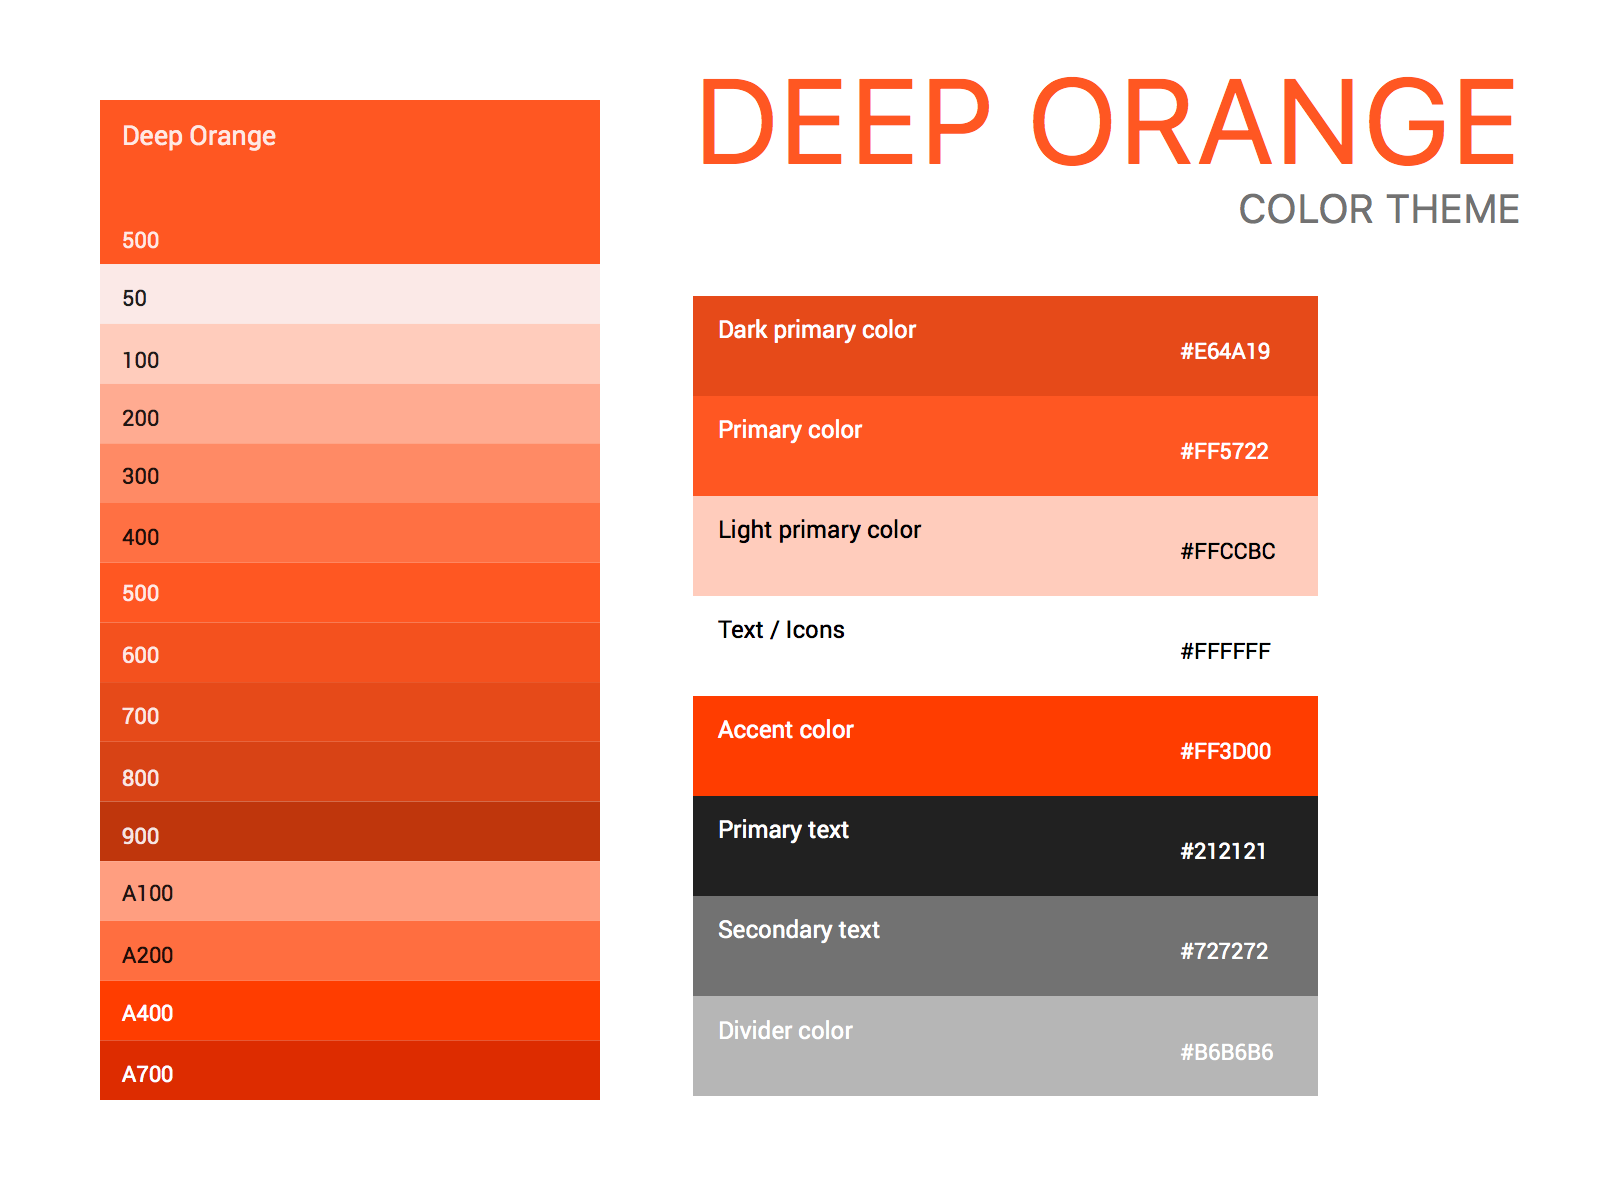 Deep Orange
500
50
100
200
300
400
500
600
700
800
900
A100
A200
A400
A700
DEEP ORANGE
COLOR THEME
Dark primary color
#E64A19
Primary color
#FF5722
Light primary color
#FFCCBC
Text / Icons
#FFFFFF
Accent color
#FF3D00
Primary text
#212121
Secondary text
#727272
Divider color
#B6B6B6